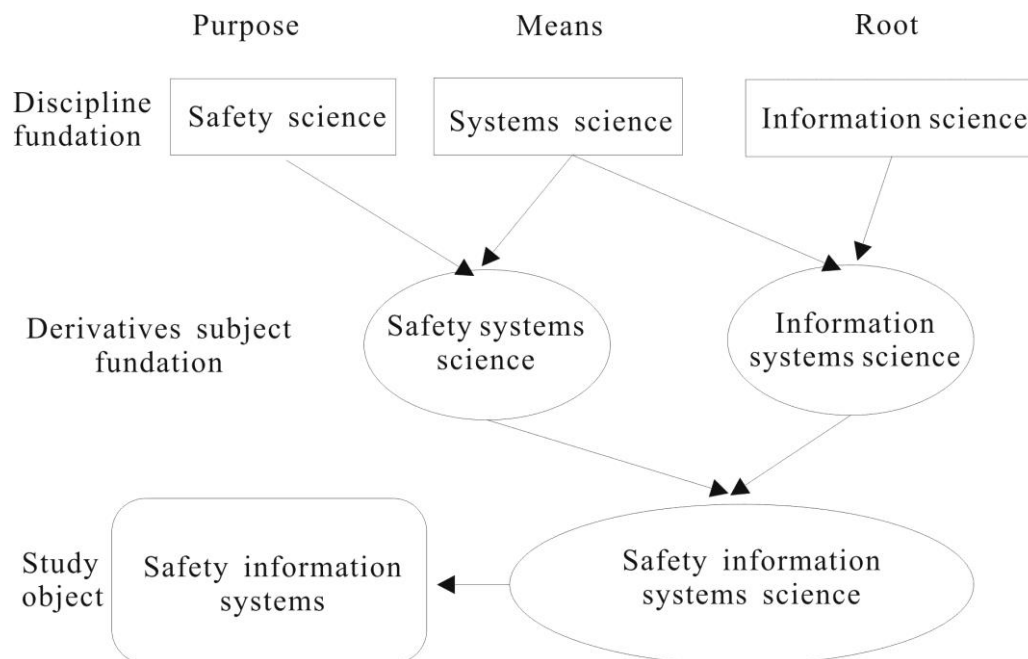 Purpose
Means
Root
Discipline
fundation
Safety science
Systems science
Information science
Derivatives subject
fundation
Safety systems
science
Information
systems science
Study
object
Safety information
systems
Safety information
systems science